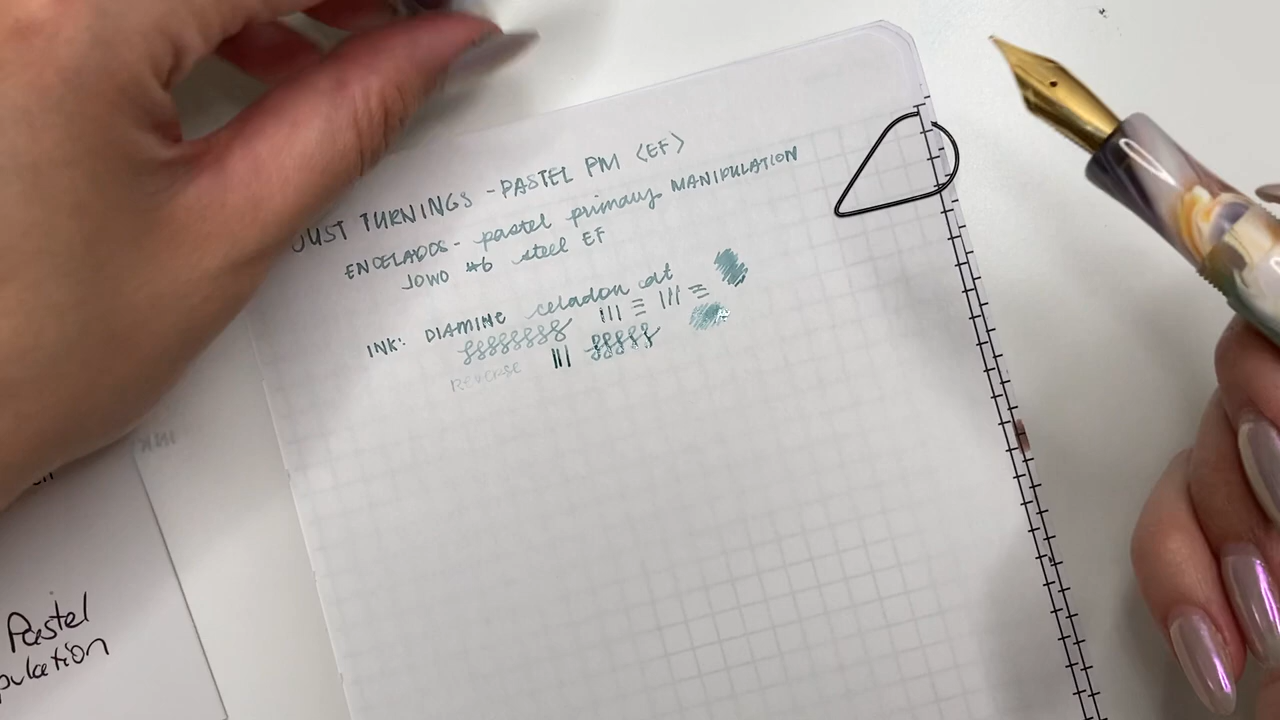 JUST TURNINGS - PASTEL PM <EF>
ENCELADOS - pastel primary MANIPULATION
JOWO #6 steel EF
INK: DIAMINE celadon cat
reverse
Pastel
pulation